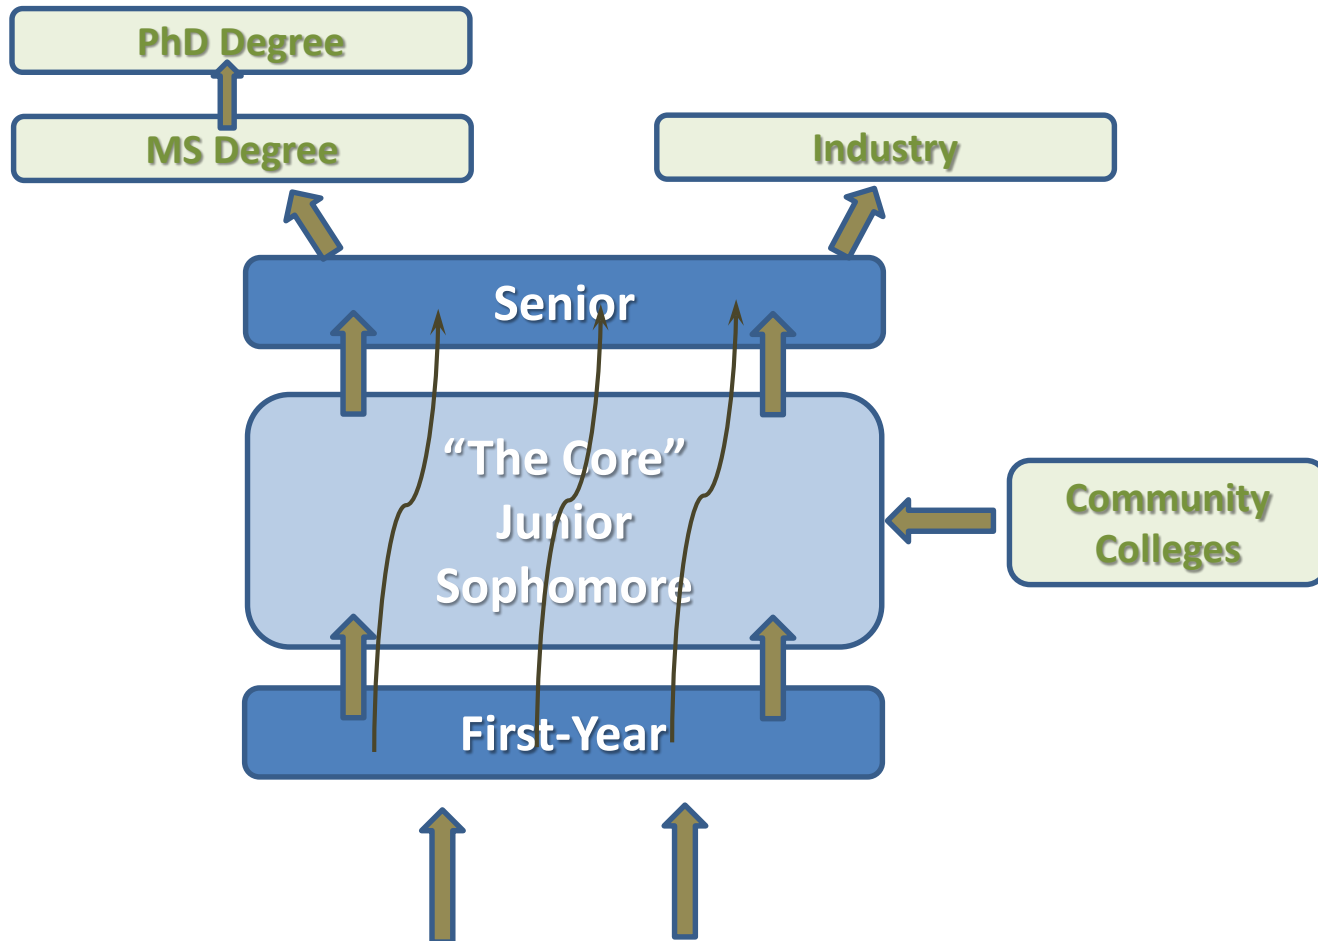 PhD Degree
MS Degree
Industry
Senior
“The Core”
Junior
Sophomore
Community
Colleges
First-Year